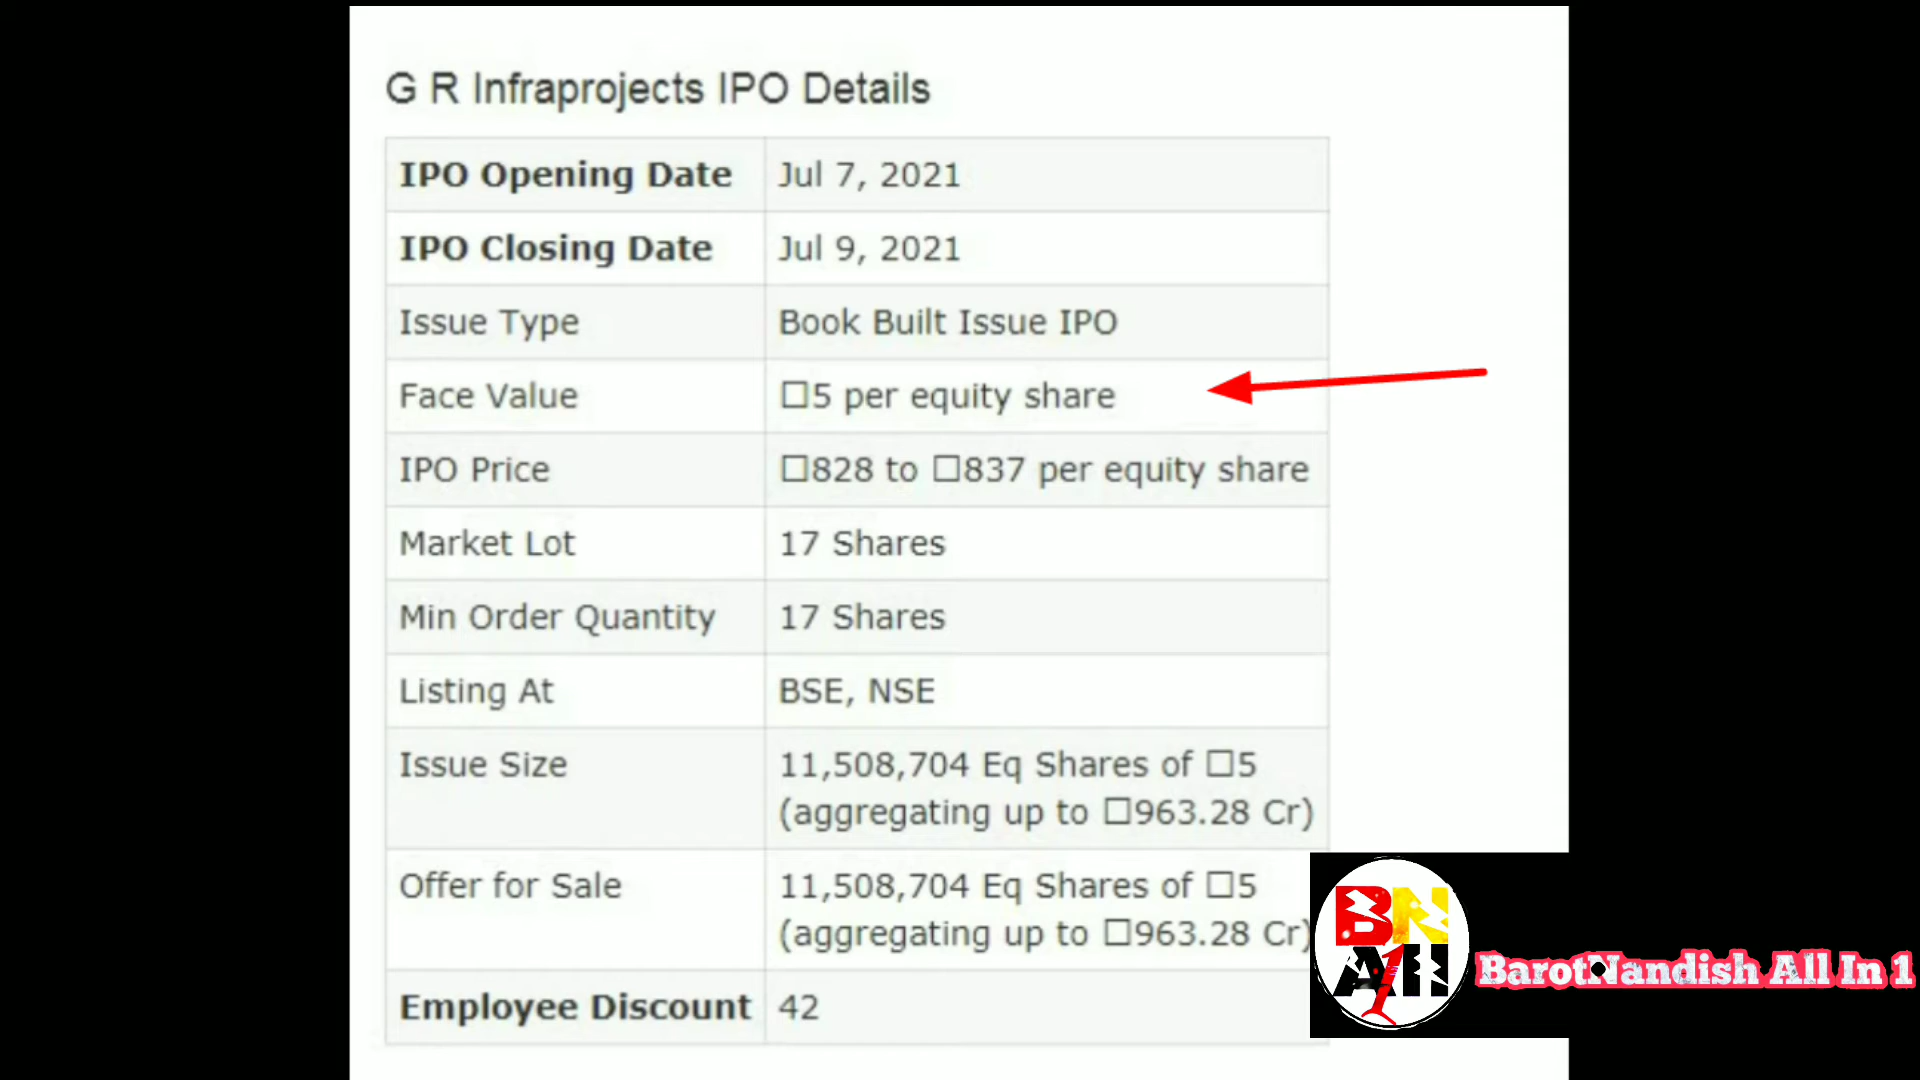 G R Infraprojects IPO Details
IPO Opening Date Jul 7, 2021
IPO Closing Date Jul 9, 2021
Issue Type Book Built Issue IPO
Face Value □5 per equity share
IPO Price □828 to □837 per equity share
Market Lot 17 Shares
Min Order Quantity 17 Shares
Listing At BSE, NSE
Issue Size 11,508,704 Eq Shares of □5
(aggregating up to □963.28 Cr)
Offer for Sale 11,508,704 Eq Shares of □5
(aggregating up to □963.28 Cr)
Employee Discount 42
BN
A1II
BarotNandish All In 1